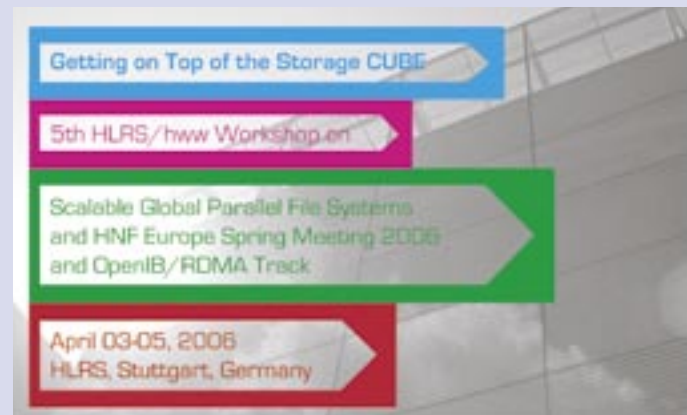 Getting on Top of the Storage CUBE
5th HLRS/hww Workshop on
Scalable Global Parallel File Systems
and HNF Europe Spring Meeting 2006
and OpenIB/RDMA Track
April 03-05, 2006
HLRS, Stuttgart, Germany